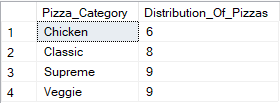 Pizza_Category Distribution_Of_Pizzas
1 Chicken 6
2 Classic 8
3 Supreme 9
4 Veggie 9